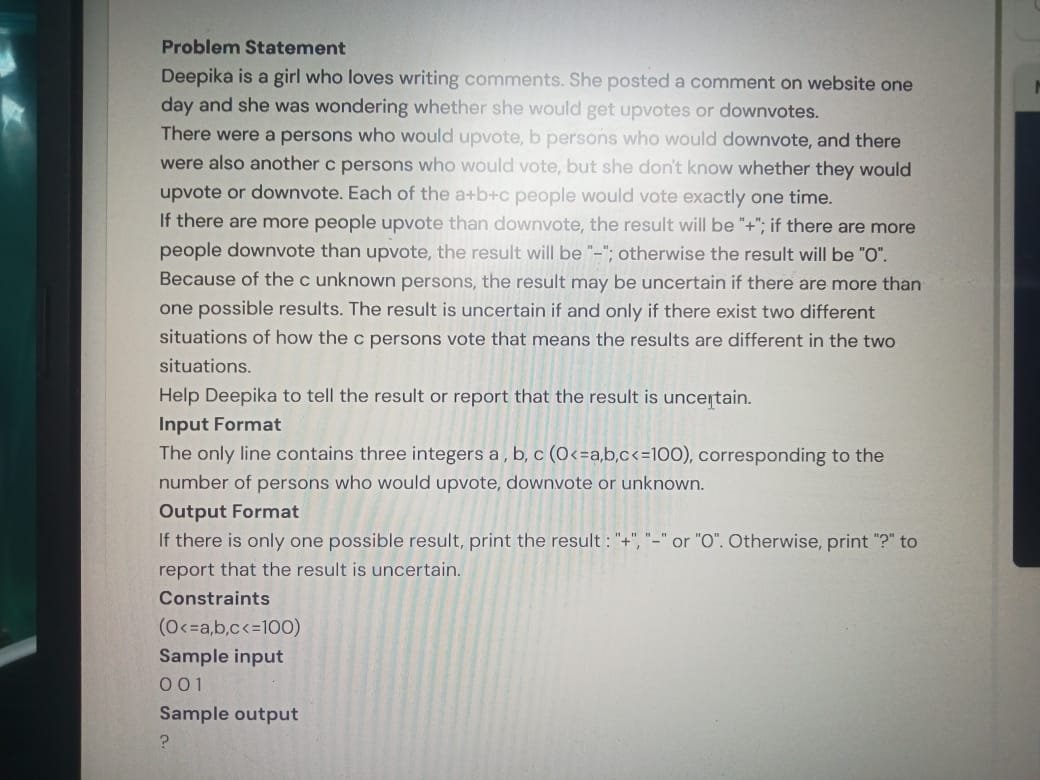 Problem Statement
Deepika is a girl who loves writing comments. She posted a comment on website one
day and she was wondering whether she would get upvotes or downvotes.
There were a persons who would upvote, b persons who would downvote, and there
were also another c persons who would vote, but she don't know whether they would
upvote or downvote. Each of the a+b+c people would vote exactly one time.
If there are more people upvote than downvote, the result will be "+"; if there are more
people downvote than upvote, the result will be "-"; otherwise the result will be "0".
Because of the c unknown persons, the result may be uncertain if there are more than
one possible results. The result is uncertain if and only if there exist two different
situations of how the c persons vote that means the results are different in the two
situations.
Help Deepika to tell the result or report that the result is uncertain.
Input Format
The only line contains three integers a , b, c (0<=a,b,c<=100), corresponding to the
number of persons who would upvote, downvote or unknown.
Output Format
If there is only one possible result, print the result : "+", "-" or "0". Otherwise, print "?" to
report that the result is uncertain.
Constraints
(0<=a,b,c<=100)
Sample input
0 0 1
Sample output
?